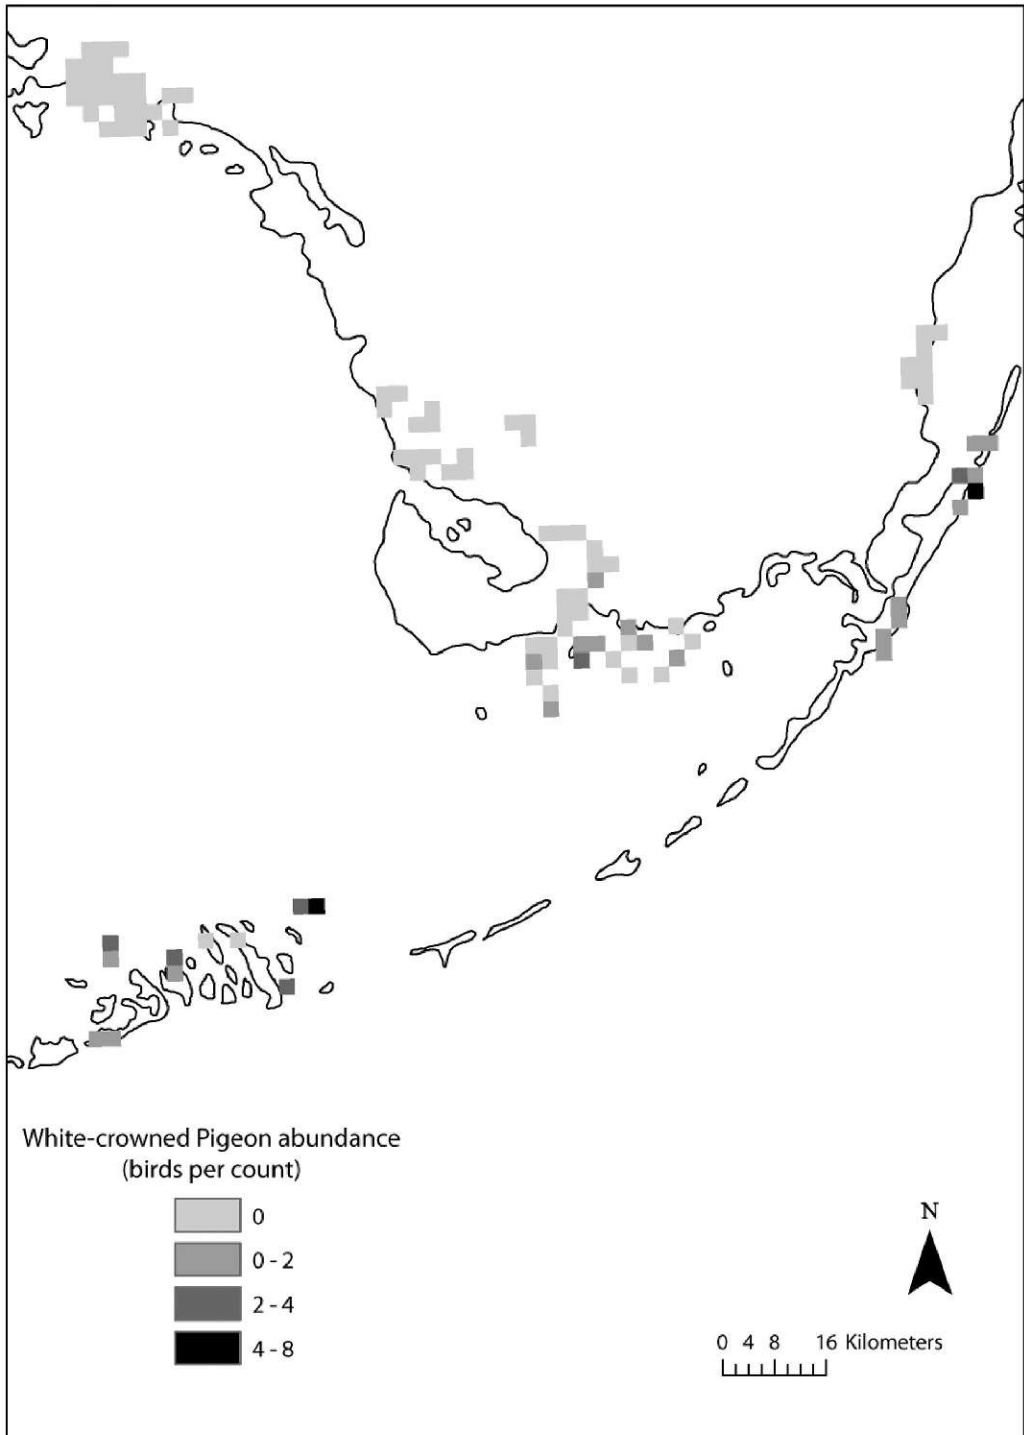 White-crowned Pigeon abundance
(birds per count)
0
0 - 2
2 - 4
4 - 8
N
0 4 8 16 Kilometers